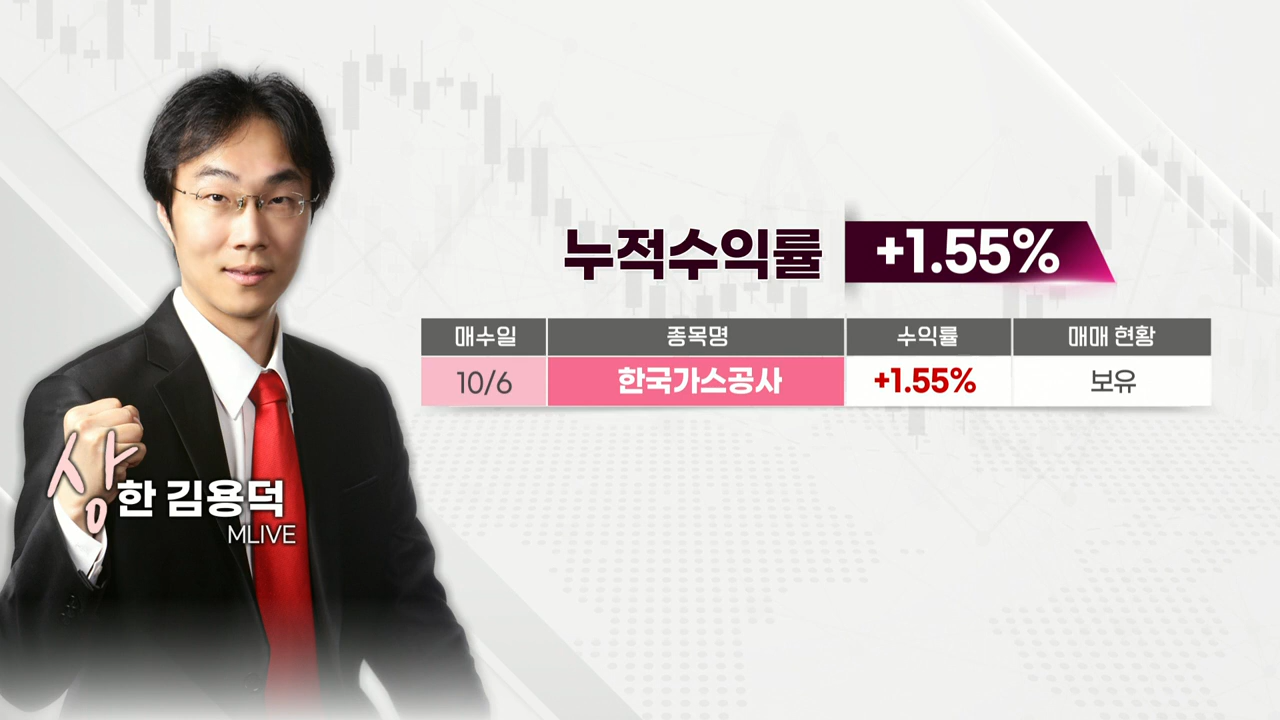 누적수익률 +1.55%
매수일 종목명 수익률 매매 현황
10/6 한국가스공사 +1.55% 보유
상한 김용덕
MLIVE